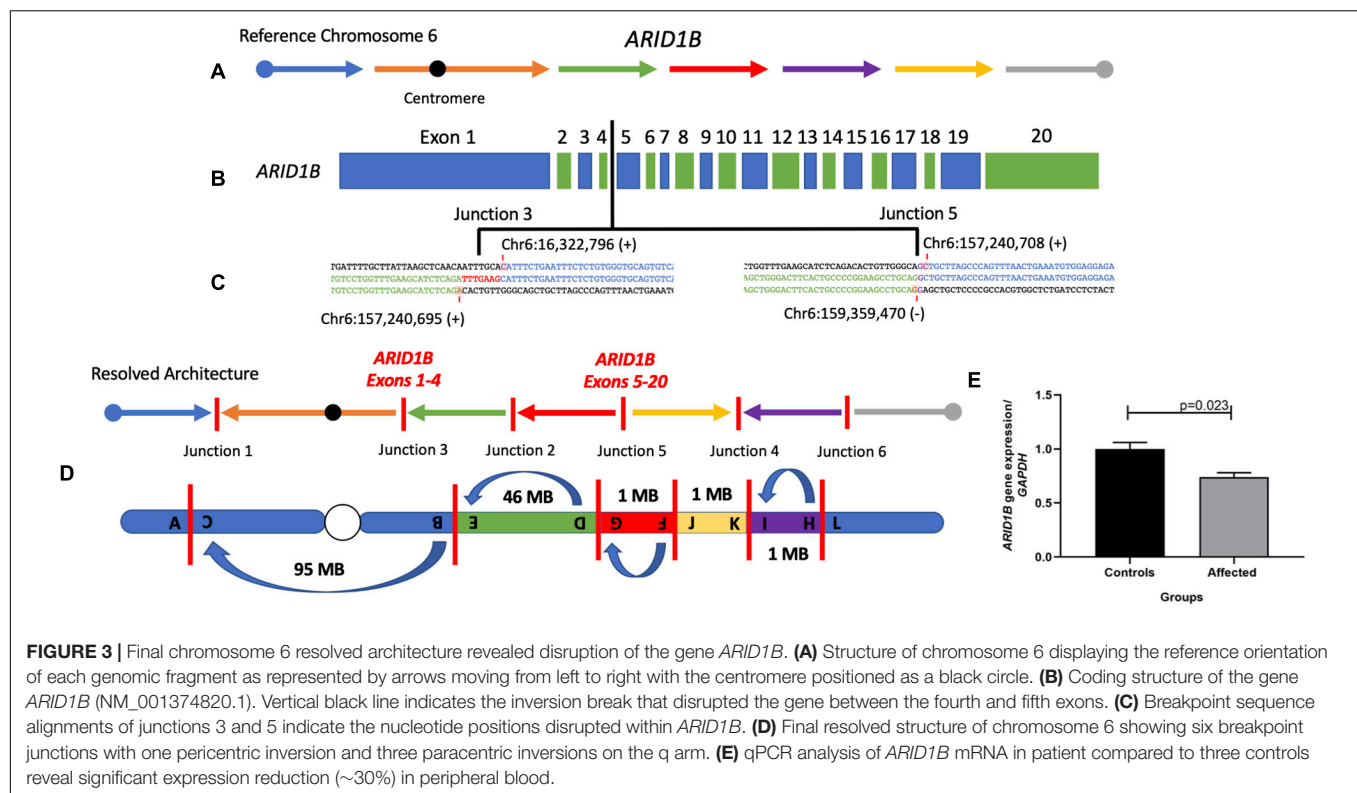 Reference Chromosome 6
ARID1B
A
Centromere
Exon 1 2 3 4 5 6 7 8 9 10 11 12 13 14 15 16 17 18 19 20
B ARID1B
Junction 3 Junction 5
Chr6:16,322,796 (+) Chr6:157,240,708 (+)
C
TGATTTTGCTTATTAAGCTCAACAATTTGCACATTTCTGAATTTCTCTGTGGGTGCAGTGTCA
TGTCCTGGTTTGAAGCATCTCAGATTTGAAGCATTTCTGAATTTCTCTGTGGGTGCAGTGTCA
TGTCCTGGTTTGAAGCATCTCAGACACTGTTGGGCAGCTGCTTAGCCCAGTTTAACTGAAAT
CTGGTTTGAAGCATCTCAGACACTGTTGGGCAGCTGCTTAGCCCAGTTTAACTGAAATGTGGAGGAGA
AGCTGGGACTTCACTGCCCCGGAAGCCTGCAGGCTGCTTAGCCCAGTTTAACTGAAATGTGGAGGAGA
AGCTGGGACTTCACTGCCCCGGAAGCCTGCAGGAGCTGCTCCCCGCCACGTGGCTCTGATCCTCTACT
Chr6:157,240,695 (+) Chr6:159,359,470 (-)
ARID1B
Exons 1-4
ARID1B
Exons 5-20
Resolved Architecture
Junction 1 Junction 3 Junction 2 Junction 5 Junction 4 Junction 6
D
46 MB 1 MB 1 MB
A C B E D G F J K I H L
95 MB 1 MB
E
p=0.023
ARID1B gene expression/
GAPDH
1.5
1.0
0.5
0.0
Controls Affected
Groups
FIGURE 3 | Final chromosome 6 resolved architecture revealed disruption of the gene ARID1B. (A) Structure of chromosome 6 displaying the reference orientation
of each genomic fragment as represented by arrows moving from left to right with the centromere positioned as a black circle. (B) Coding structure of the gene
ARID1B (NM_001374820.1). Vertical black line indicates the inversion break that disrupted the gene between the fourth and fifth exons. (C) Breakpoint sequence
alignments of junctions 3 and 5 indicate the nucleotide positions disrupted within ARID1B. (D) Final resolved structure of chromosome 6 showing six breakpoint
junctions with one pericentric inversion and three paracentric inversions on the q arm. (E) qPCR analysis of ARID1B mRNA in patient compared to three controls
reveal significant expression reduction (∼30%) in peripheral blood.